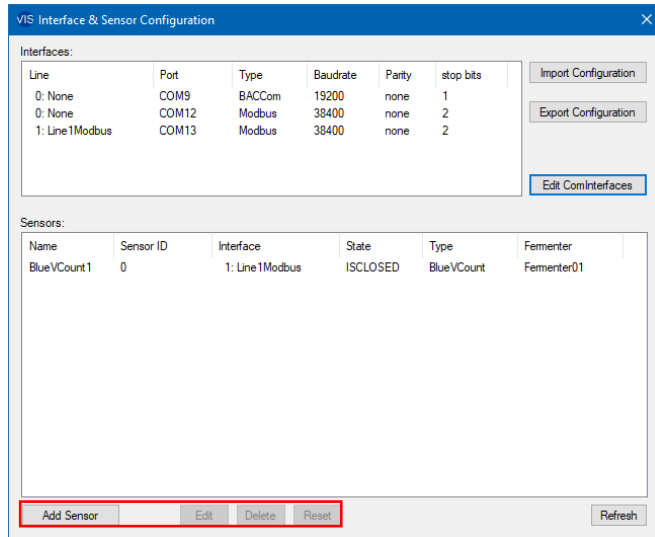 VIS Interface & Sensor Configuration
Interfaces:
Line Port Type Baudrate Parity stop bits
0: None COM9 BACCom 19200 none 1
0: None COM12 Modbus 38400 none 2
1: Line1Modbus COM13 Modbus 38400 none 2
Import Configuration
Export Configuration
Edit ComInterfaces
Sensors:
Name Sensor ID Interface State Type Fermenter
BlueVCount1 0 1: Line1Modbus ISCLOSED BlueVCount Fermenter01
Add Sensor Edit Delete Reset Refresh